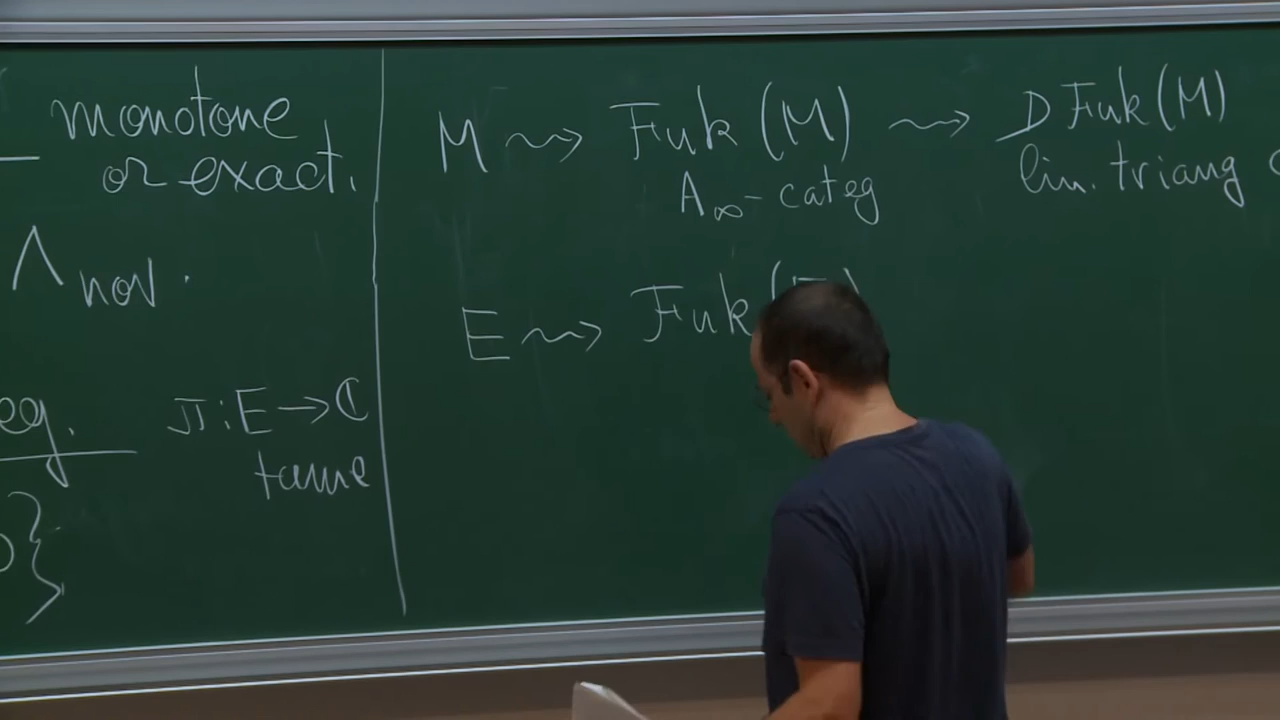 monotone
or exact.
Λ nov.
eg.
π : E → ℂ
tame
M ⇝ Fuk (M) ⇝ D Fuk (M)
A∞ - categ
lin. triang
E ⇝ Fuk (E)